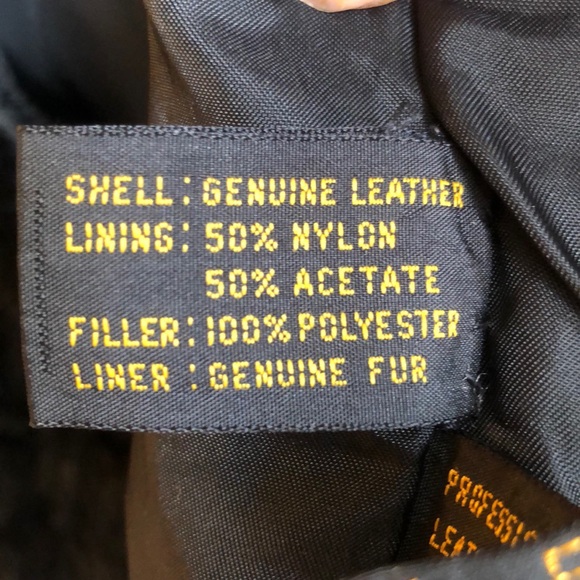 SHELL: GENUINE LEATHER
LINING: 50% NYLON
50% ACETATE
FILLER: 100% POLYESTER
LINER : GENUINE FUR